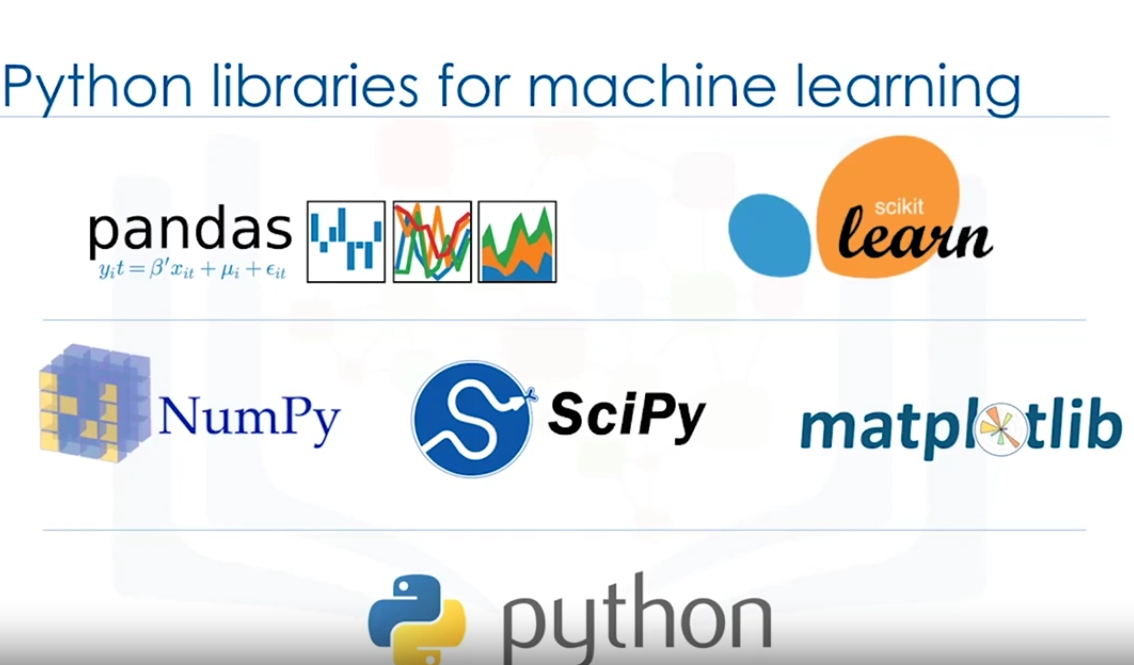 Python libraries for machine learning
pandas
yᵢt = β′xᵢₜ + μᵢ + ϵᵢₜ
scikit
learn
NumPy
SciPy
matplotlib
python